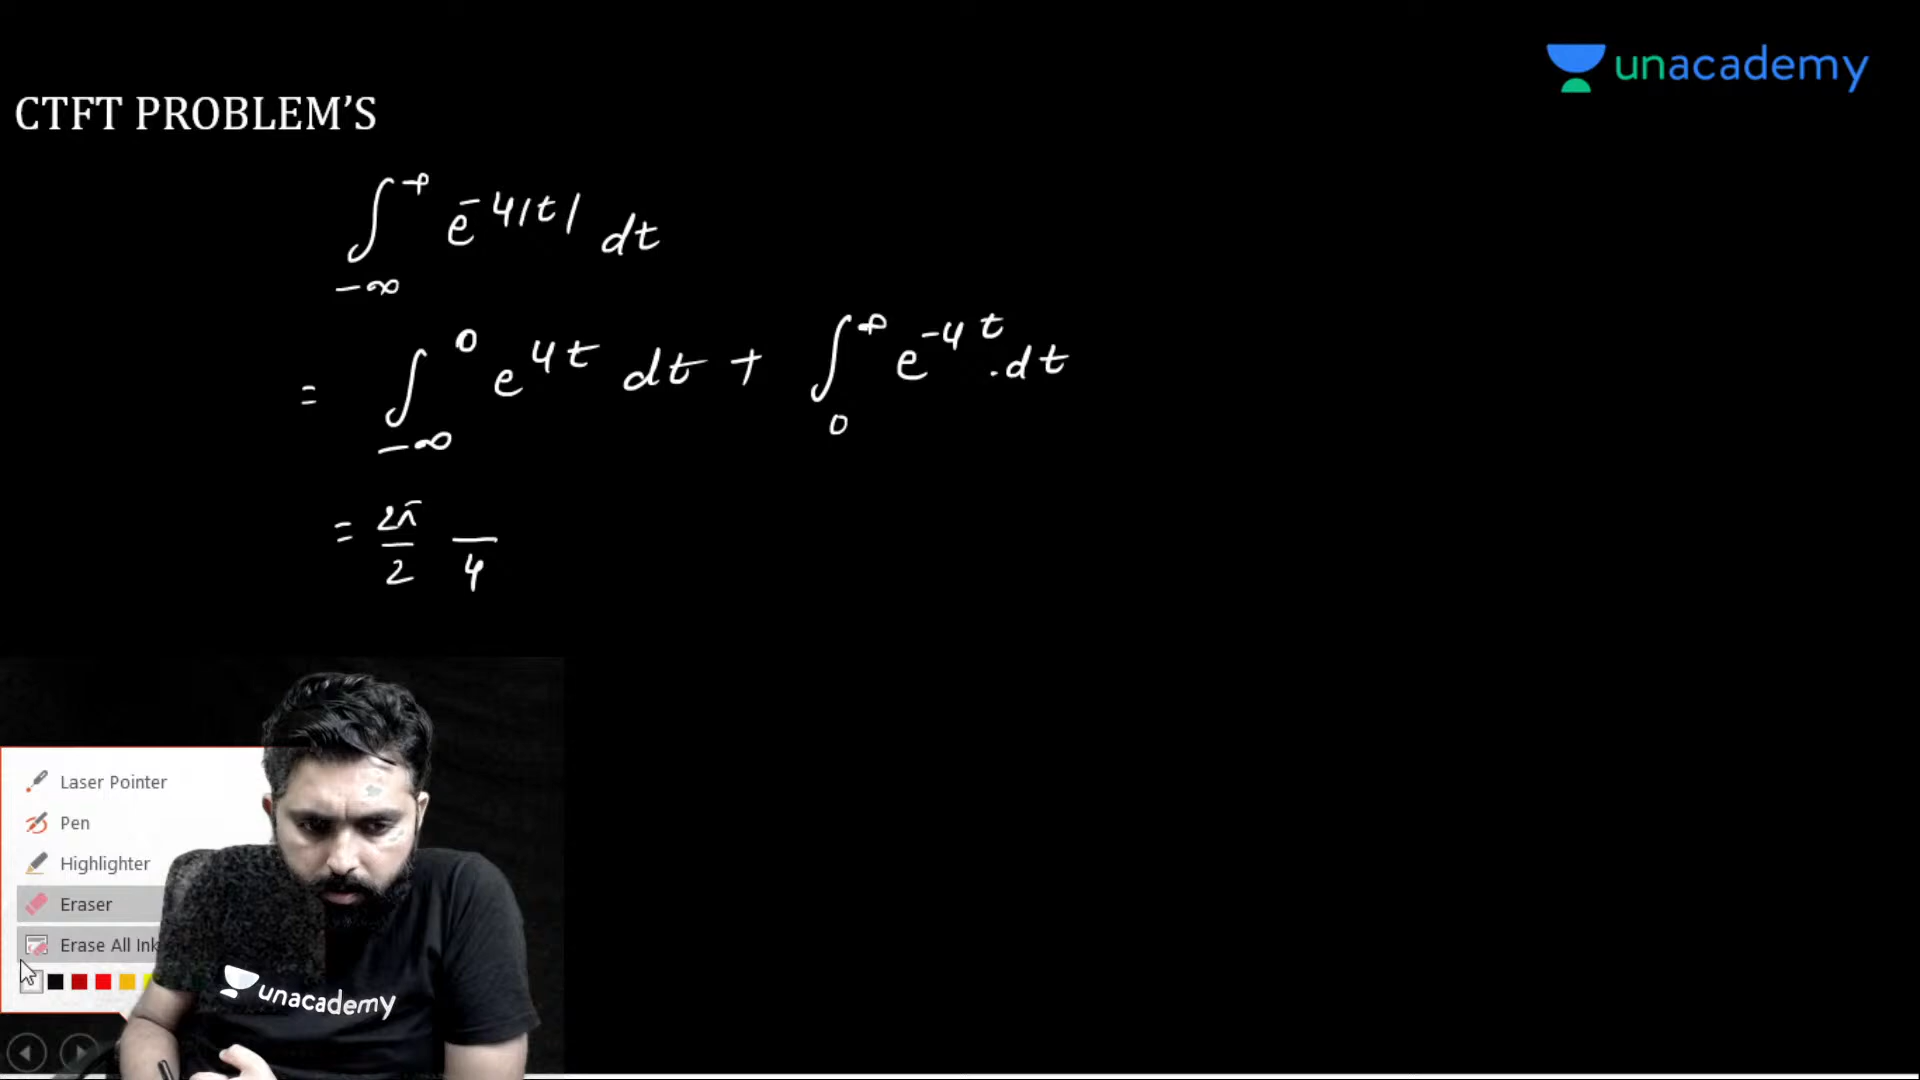 unacademy
CTFT PROBLEM'S
∫_{-∞}^{∞} e^{-4|t|} dt
= ∫_{-∞}^{0} e^{4t} dt + ∫_{0}^{∞} e^{-4t} .dt
= 2π/2 —/4
Laser Pointer
Pen
Highlighter
Eraser
Erase All Ink
unacademy